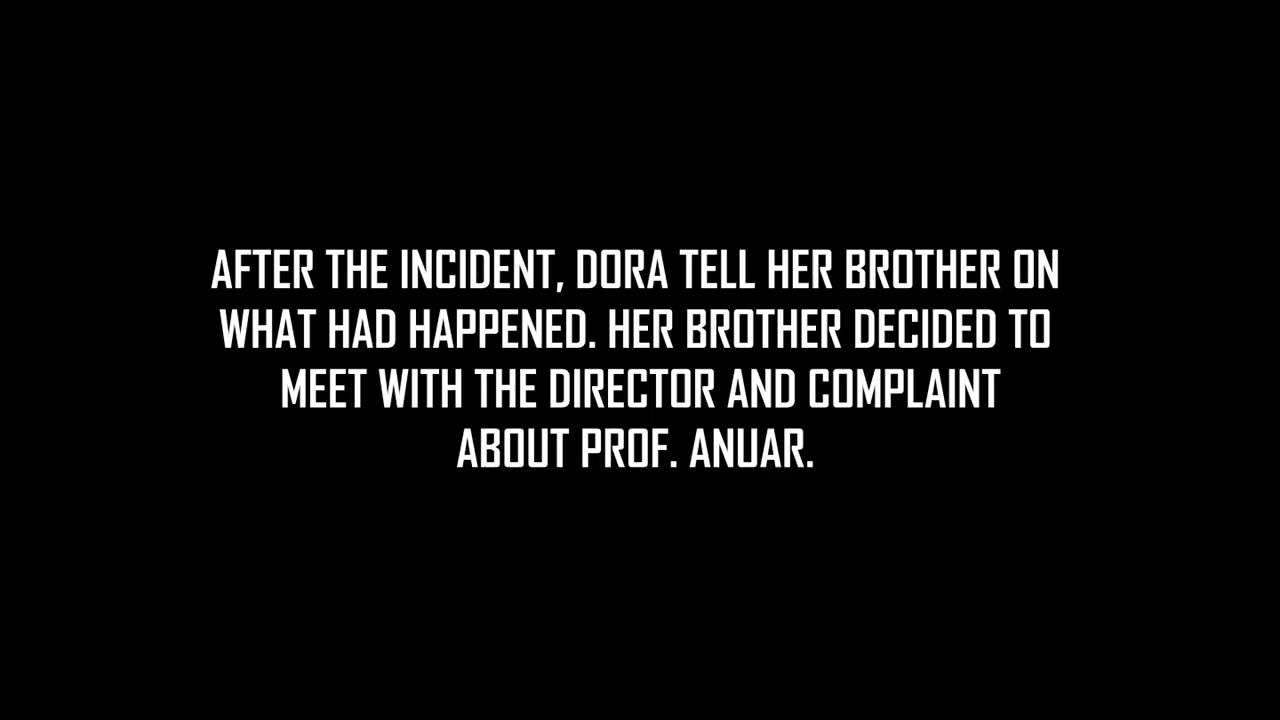 AFTER THE INCIDENT, DORA TELL HER BROTHER ON
WHAT HAD HAPPENED. HER BROTHER DECIDED TO
MEET WITH THE DIRECTOR AND COMPLAINT
ABOUT PROF. ANUAR.